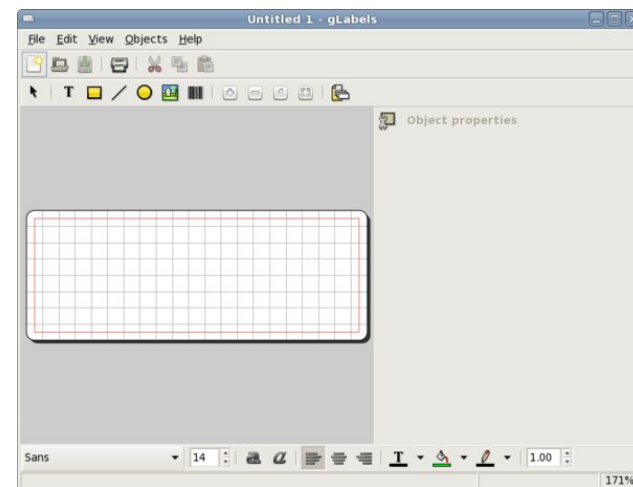 Untitled 1 - gLabels
File Edit View Objects Help
T
Object properties
Sans 14 a a T 1.00
171%